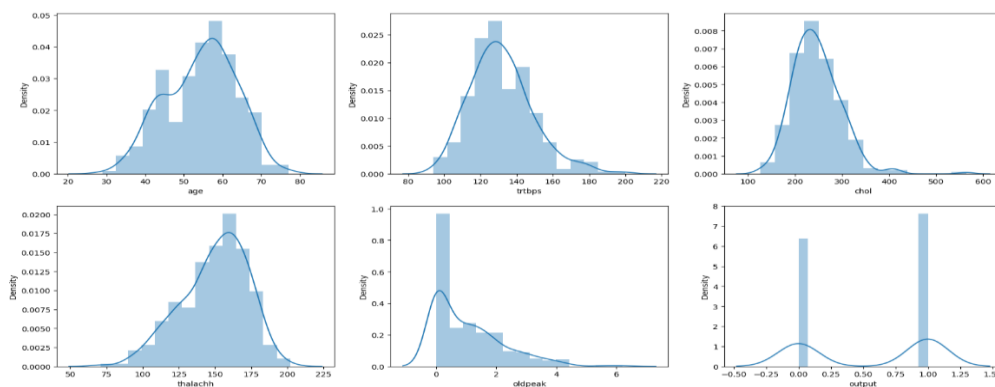 0.05
0.04
0.03
0.02
0.01
0.00
Density
20 30 40 50 60 70 80
age
0.025
0.020
0.015
0.010
0.005
0.000
Density
80 100 120 140 160 180 200 220
trtbps
0.008
0.007
0.006
0.005
0.004
0.003
0.002
0.001
0.000
Density
100 200 300 400 500 600
chol
0.0200
0.0175
0.0150
0.0125
0.0100
0.0075
0.0050
0.0025
0.0000
Density
50 75 100 125 150 175 200 225
thalachh
1.0
0.8
0.6
0.4
0.2
0.0
Density
0 2 4 6
oldpeak
8
7
6
5
4
3
2
1
0
Density
-0.50 -0.25 0.00 0.25 0.50 0.75 1.00 1.25 1.5
output